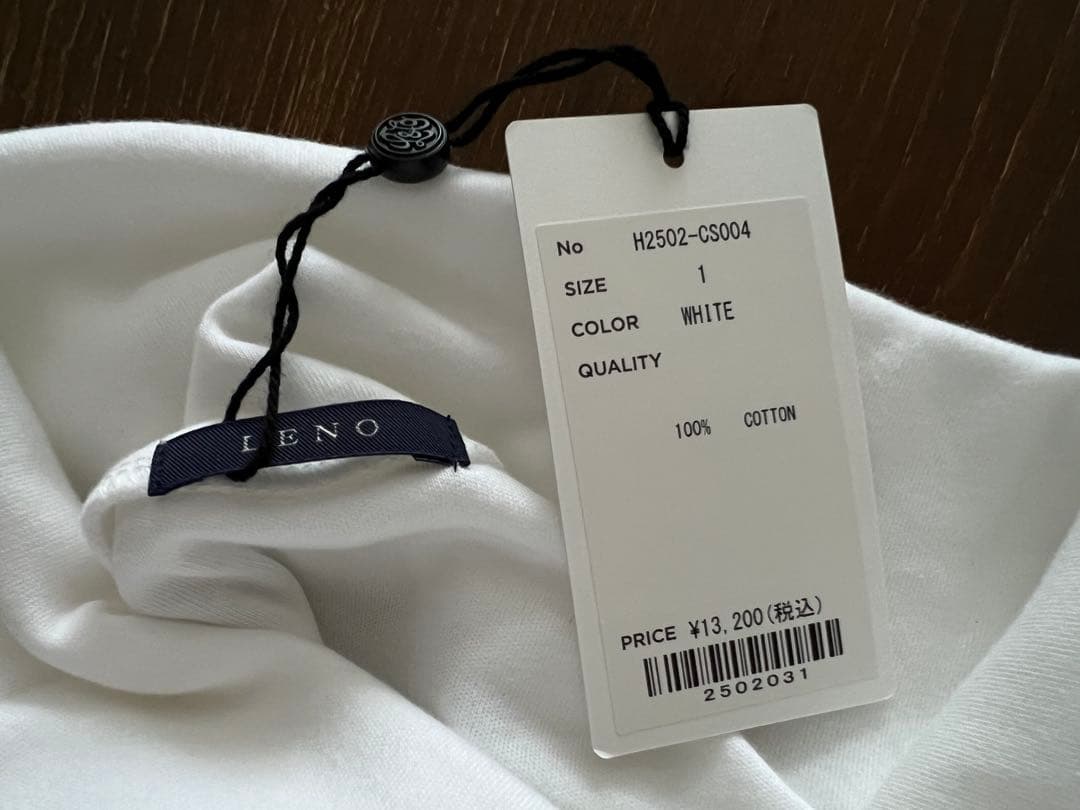 LENO
No H2502-CS004
SIZE 1
COLOR WHITE
QUALITY
100% COTTON
PRICE ¥13,200(税込)
2502031